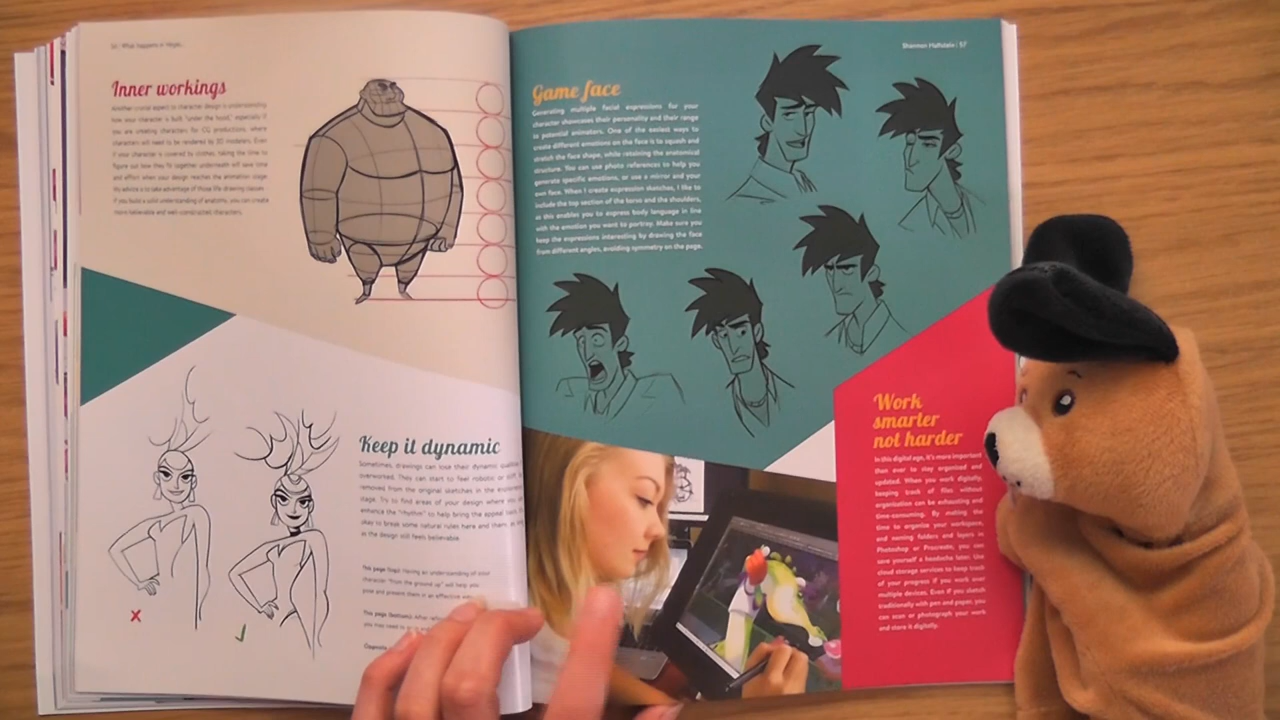 50 | What happens in Vegas...
Inner workings
Another crucial aspect to character design is understanding
how your character is built "under the hood," especially if
you are creating characters for CG productions, where
characters will need to be rendered by 3D modelers. Even
if your character is covered by clothes, taking the time to
figure out how they fit together underneath will save time
and effort when your design reaches the animation stage.
My advice is to take advantage of those life drawing classes -
if you build a solid understanding of anatomy, you can create
more believable and well-constructed characters.
Keep it dynamic
Sometimes, drawings can lose their dynamic
overworked. They can start to feel robotic or
removed from the original sketches in the
stage. Try to find areas of your design where you
enhance the "rhythm" to help bring the appeal
okay to break some natural rules here and there as
as the design still feels believable.
This page (top): Having an understanding of your
character "from the ground up" will help you
pose and present them in an effective
This page (bottom): After
you may need to
Opposite
Shannon Hallstein | 57
Game face
Generating multiple facial expressions for your
character showcases their personality and their range
to potential animators. One of the easiest ways to
create different emotions on the face is to squash and
stretch the face shape, while retaining the anatomical
structure. You can use photo references to help you
generate specific emotions, or use a mirror and your
own face. When I create expression sketches, I like to
include the top section of the torso and the shoulders,
as this enables you to express body language in line
with the emotion you want to portray. Make sure you
keep the expressions interesting by drawing the face
from different angles, avoiding symmetry on the page.
Work
smarter
not harder
In this digital age, it's more important
than ever to stay organized and
updated. When you work digitally,
keeping track of files without
organization can be exhausting and
time-consuming. By making the
time to organize your workspace,
and naming folders and layers in
Photoshop or Procreate, you can
save yourself a headache later. Use
cloud storage services to keep track
of your progress if you work over
multiple devices. Even if you sketch
traditionally with pen and paper, you
can scan or photograph your work
and store it digitally.